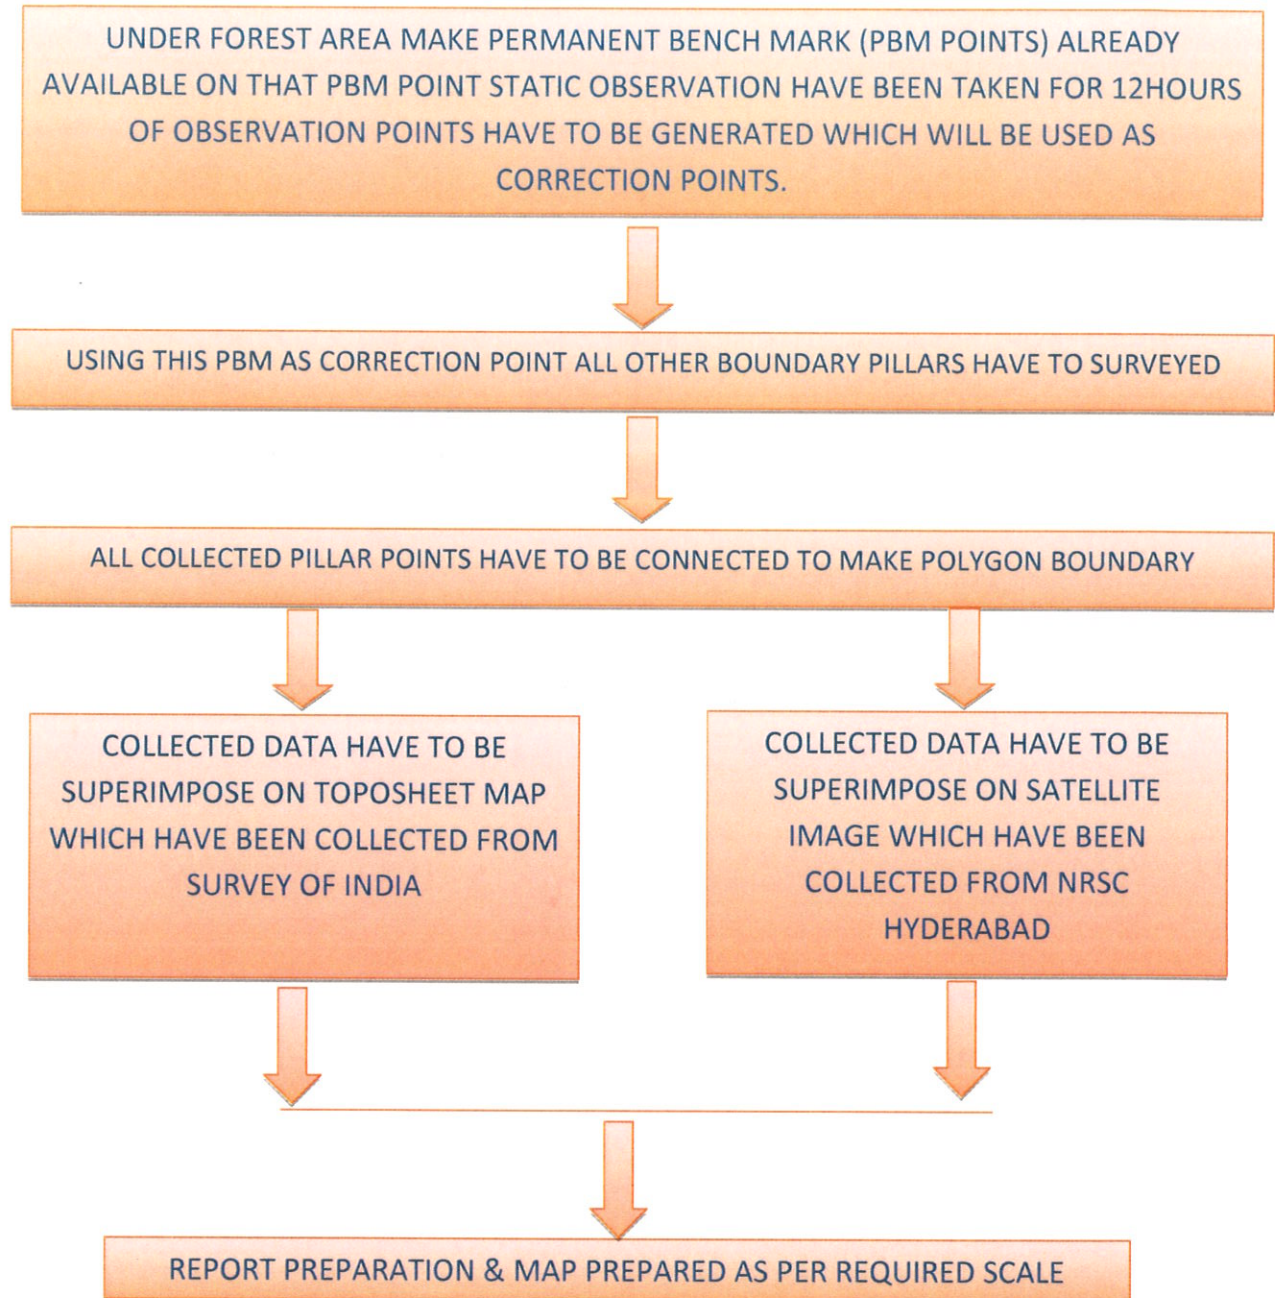 UNDER FOREST AREA MAKE PERMANENT BENCH MARK (PBM POINTS) ALREADY
AVAILABLE ON THAT PBM POINT STATIC OBSERVATION HAVE BEEN TAKEN FOR 12HOURS
OF OBSERVATION POINTS HAVE TO BE GENERATED WHICH WILL BE USED AS
CORRECTION POINTS.
USING THIS PBM AS CORRECTION POINT ALL OTHER BOUNDARY PILLARS HAVE TO SURVEYED
ALL COLLECTED PILLAR POINTS HAVE TO BE CONNECTED TO MAKE POLYGON BOUNDARY
COLLECTED DATA HAVE TO BE
SUPERIMPOSE ON TOPOSHEET MAP
WHICH HAVE BEEN COLLECTED FROM
SURVEY OF INDIA
COLLECTED DATA HAVE TO BE
SUPERIMPOSE ON SATELLITE
IMAGE WHICH HAVE BEEN
COLLECTED FROM NRSC
HYDERABAD
REPORT PREPARATION & MAP PREPARED AS PER REQUIRED SCALE